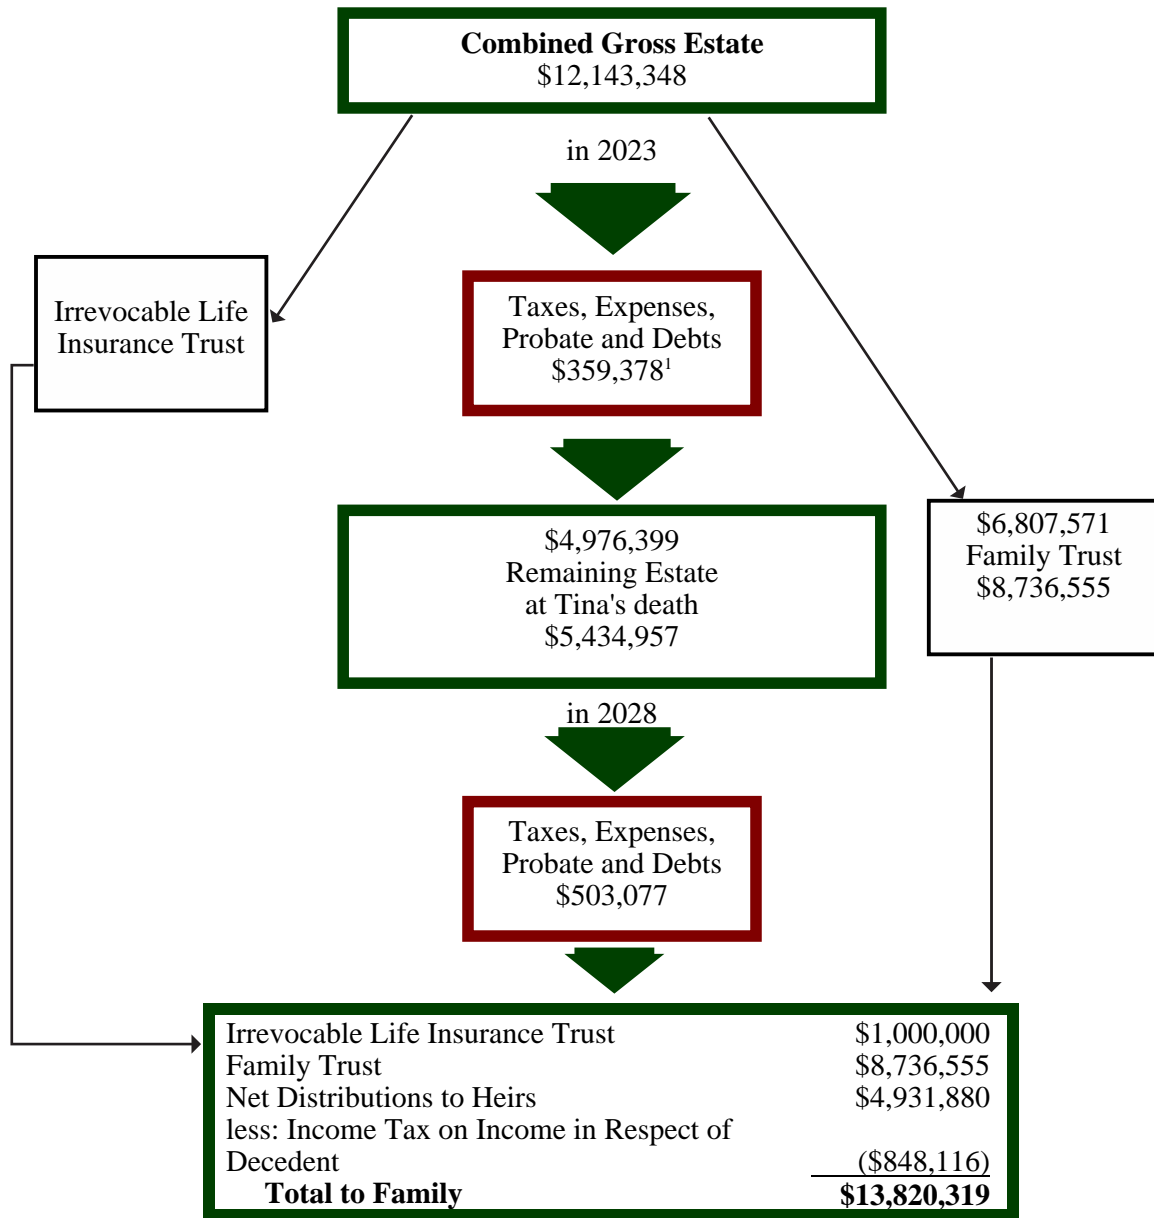 Combined Gross Estate
$12,143,348
in 2023
Irrevocable Life
Insurance Trust
Taxes, Expenses,
Probate and Debts
$359,378¹
$4,976,399
Remaining Estate
at Tina's death
$5,434,957
$6,807,571
Family Trust
$8,736,555
in 2028
Taxes, Expenses,
Probate and Debts
$503,077
Irrevocable Life Insurance Trust $1,000,000
Family Trust $8,736,555
Net Distributions to Heirs $4,931,880
less: Income Tax on Income in Respect of
Decedent ($848,116)
Total to Family $13,820,319